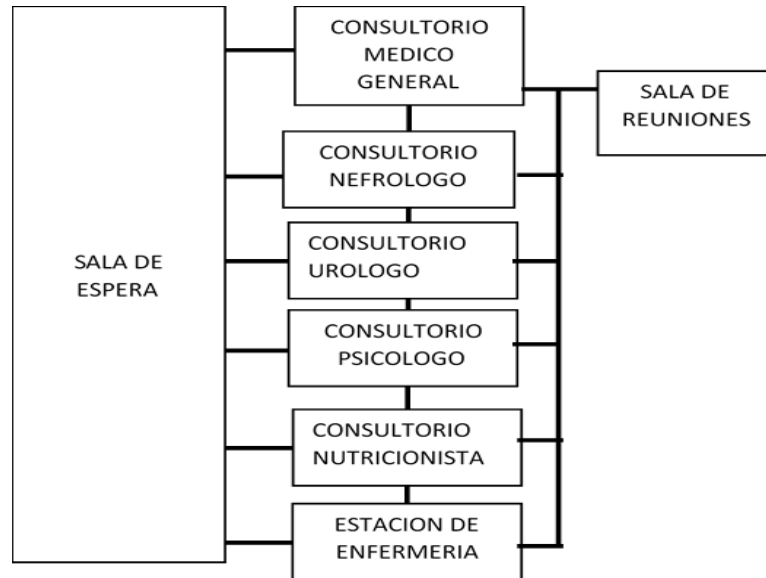 SALA DE
ESPERA
CONSULTORIO
MEDICO
GENERAL
CONSULTORIO
NEFROLOGO
CONSULTORIO
UROLOGO
CONSULTORIO
PSICOLOGO
CONSULTORIO
NUTRICIONISTA
ESTACION DE
ENFERMERIA
SALA DE
REUNIONES